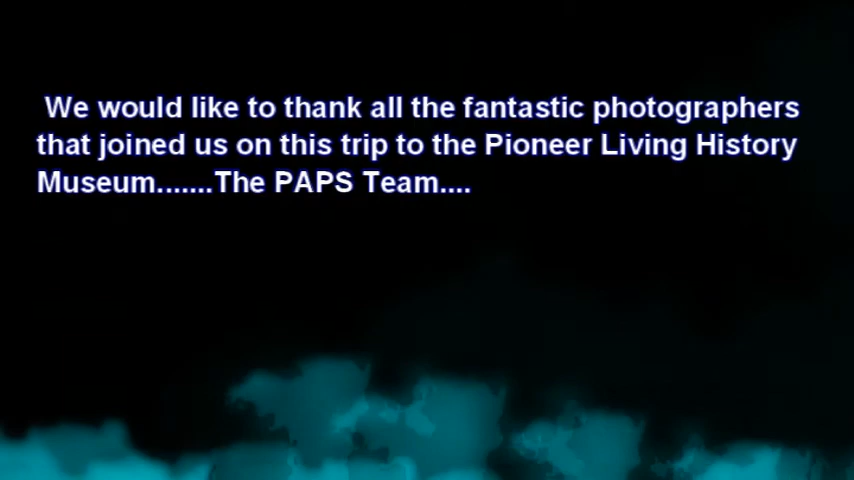 We would like to thank all the fantastic photographers
that joined us on this trip to the Pioneer Living History
Museum.......The PAPS Team....